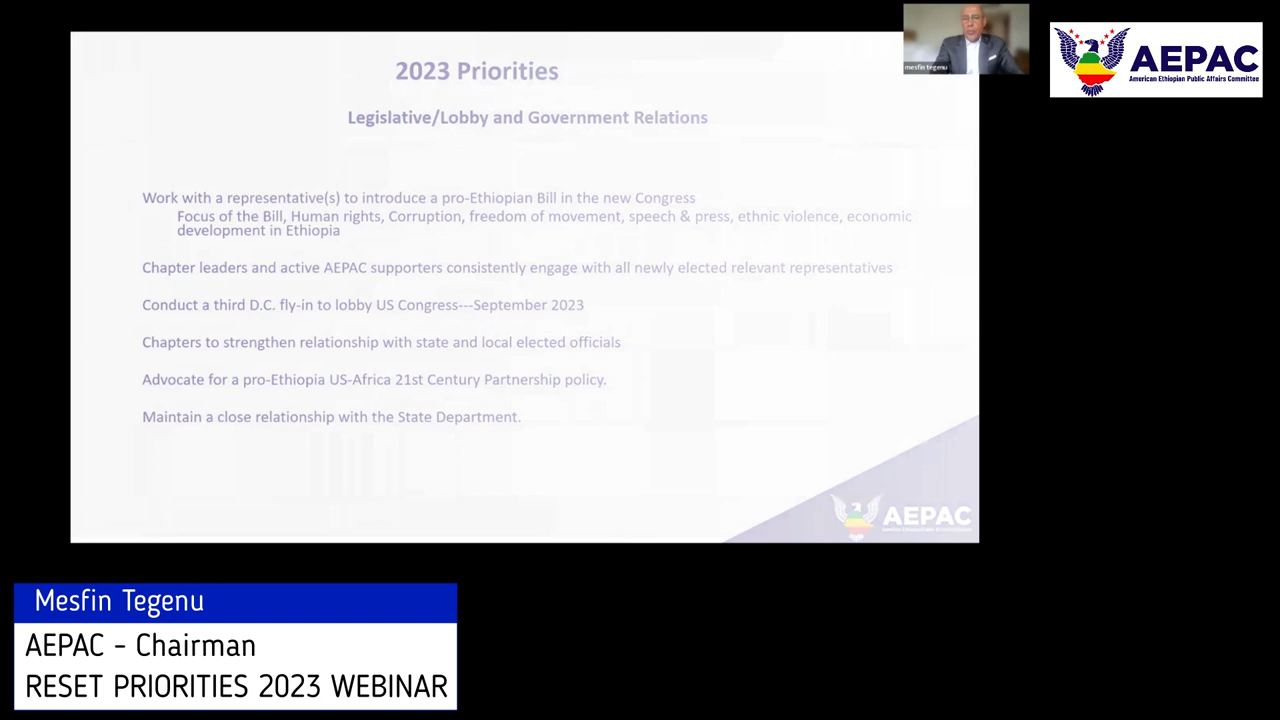 2023 Priorities
Legislative/Lobby and Government Relations
Work with a representative(s) to introduce a pro-Ethiopian Bill in the new Congress
Focus of the Bill, Human rights, Corruption, freedom of movement, speech & press, ethnic violence, economic
development in Ethiopia
Chapter leaders and active AEPAC supporters consistently engage with all newly elected relevant representatives
Conduct a third D.C. fly-in to lobby US Congress---September 2023
Chapters to strengthen relationship with state and local elected officials
Advocate for a pro-Ethiopia US-Africa 21st Century Partnership policy.
Maintain a close relationship with the State Department.
AEPAC
mesfin tegenu
AEPAC
American Ethiopian Public Affairs Committee
Mesfin Tegenu
AEPAC - Chairman
RESET PRIORITIES 2023 WEBINAR